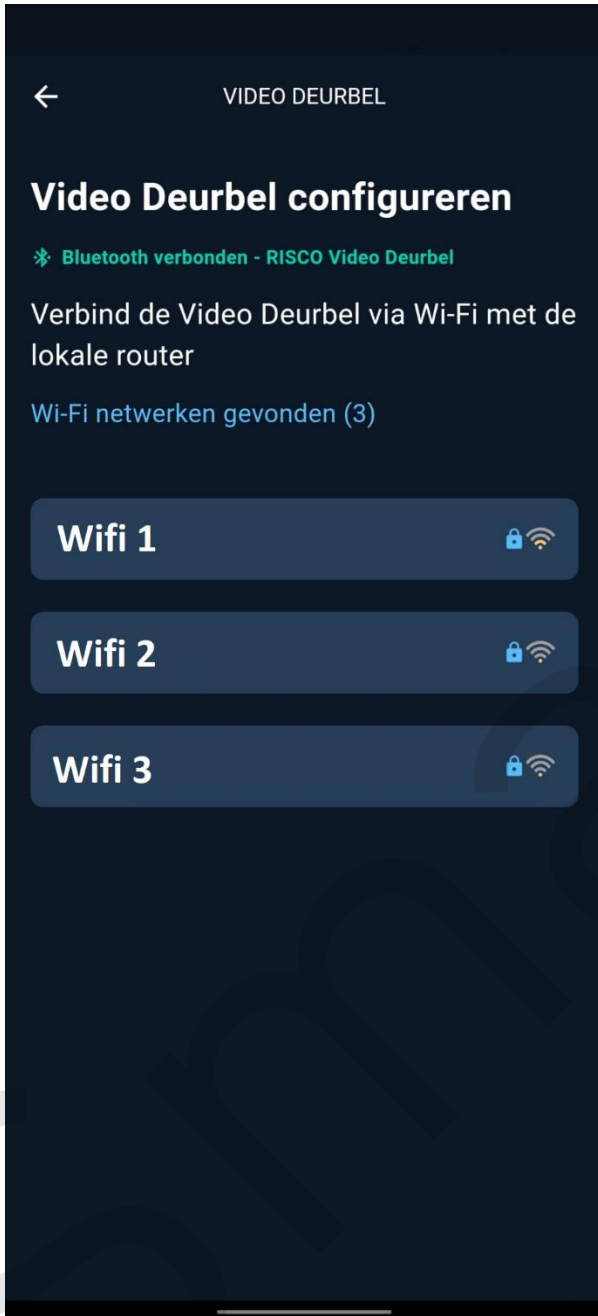 VIDEO DEURBEL
Video Deurbel configureren
Bluetooth verbonden - RISCO Video Deurbel
Verbind de Video Deurbel via Wi-Fi met de
lokale router
Wi-Fi netwerken gevonden (3)
Wifi 1
Wifi 2
Wifi 3